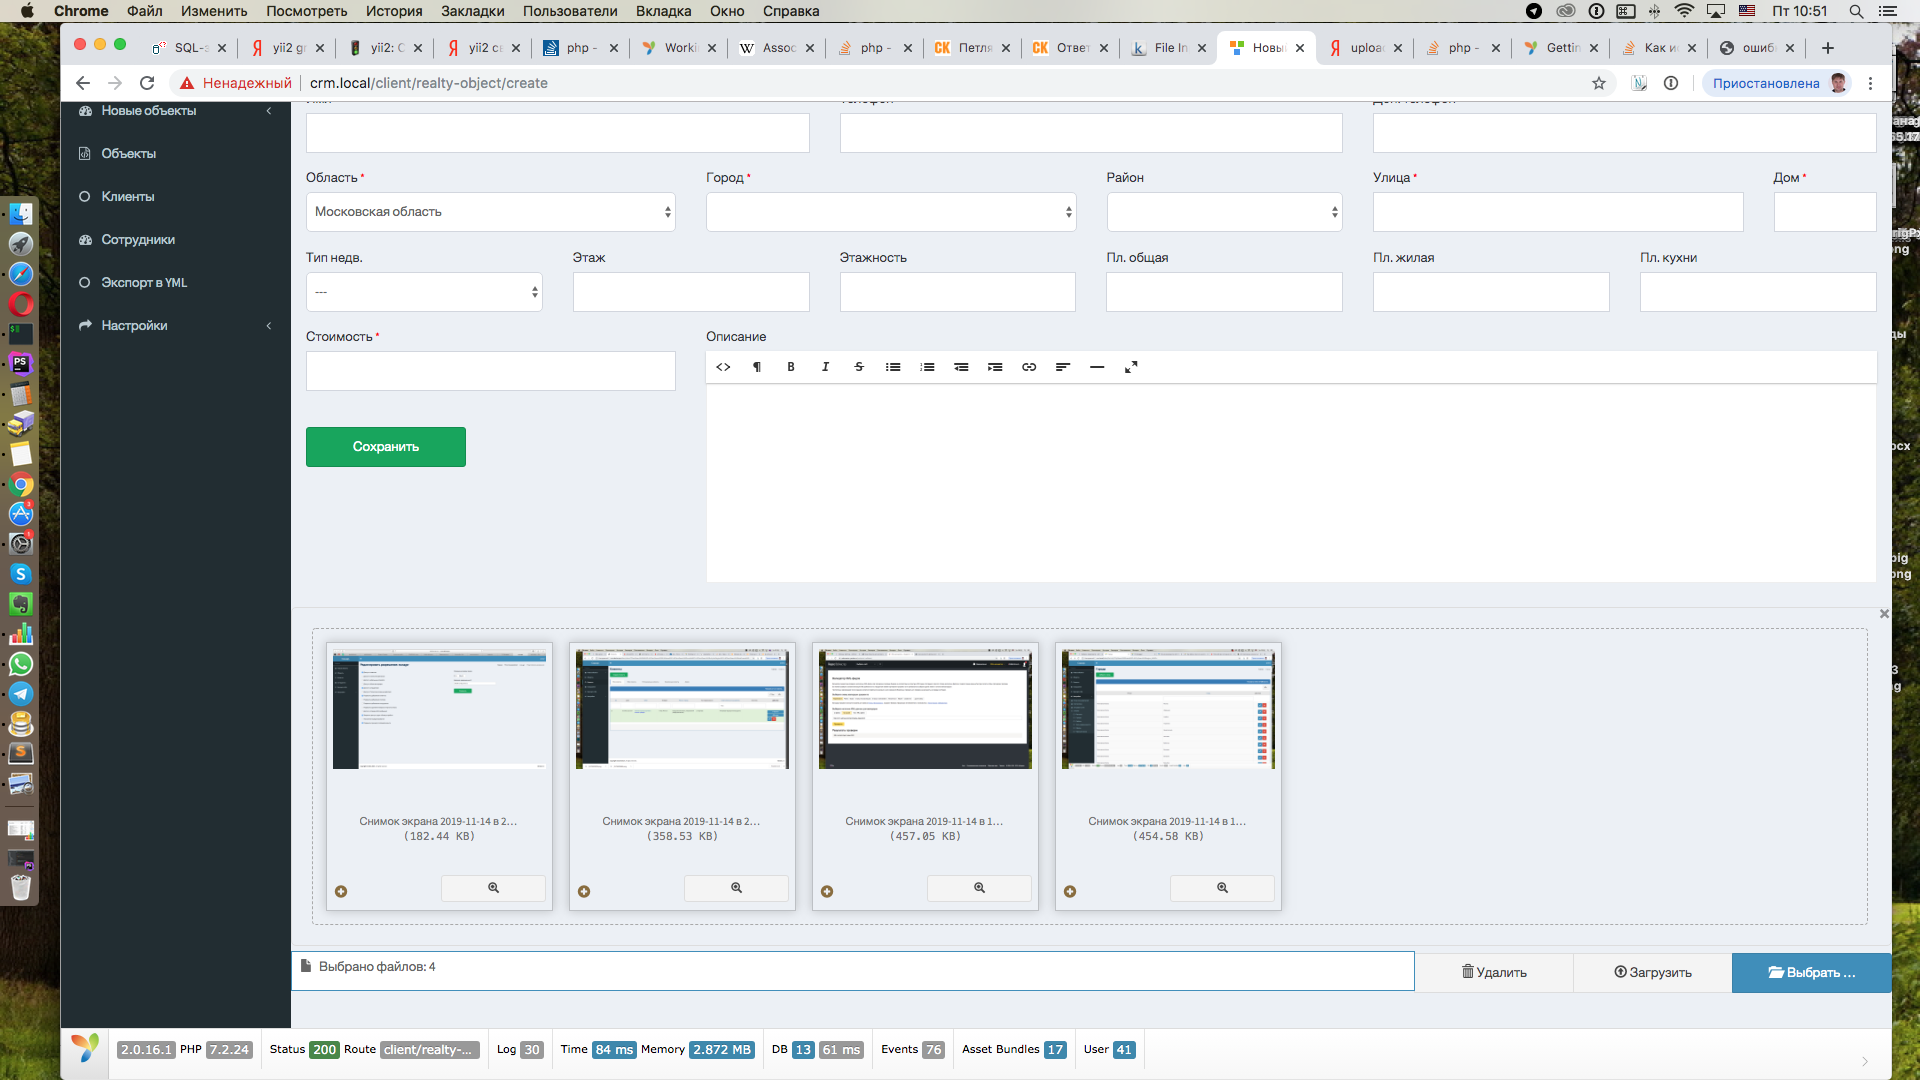 Chrome Файл Изменить Посмотреть История Закладки Пользователи Вкладка Окно Справка Пт 10:51
SQL-з yii2 gr yii2: С yii2 се php - Workin Assoc php - Петля Ответ File In Новый upload php - Gettin Как ис ошиб
Ненадежный crm.local/client/realty-object/create Приостановлена
Новые объекты
Объекты
Клиенты
Сотрудники
Экспорт в YML
Настройки
Область * Город * Район Улица * Дом *
Московская область
Тип недв. Этаж Этажность Пл. общая Пл. жилая Пл. кухни
---
Стоимость * Описание
Сохранить
Снимок экрана 2019-11-14 в 2... Снимок экрана 2019-11-14 в 2... Снимок экрана 2019-11-14 в 1... Снимок экрана 2019-11-14 в 1...
(182.44 KB) (358.53 KB) (457.05 KB) (454.58 KB)
Выбрано файлов: 4 Удалить Загрузить Выбрать ...
2.0.16.1 PHP 7.2.24 Status 200 Route client/realty-... Log 30 Time 84 ms Memory 2.872 MB DB 13 61 ms Events 76 Asset Bundles 17 User 41